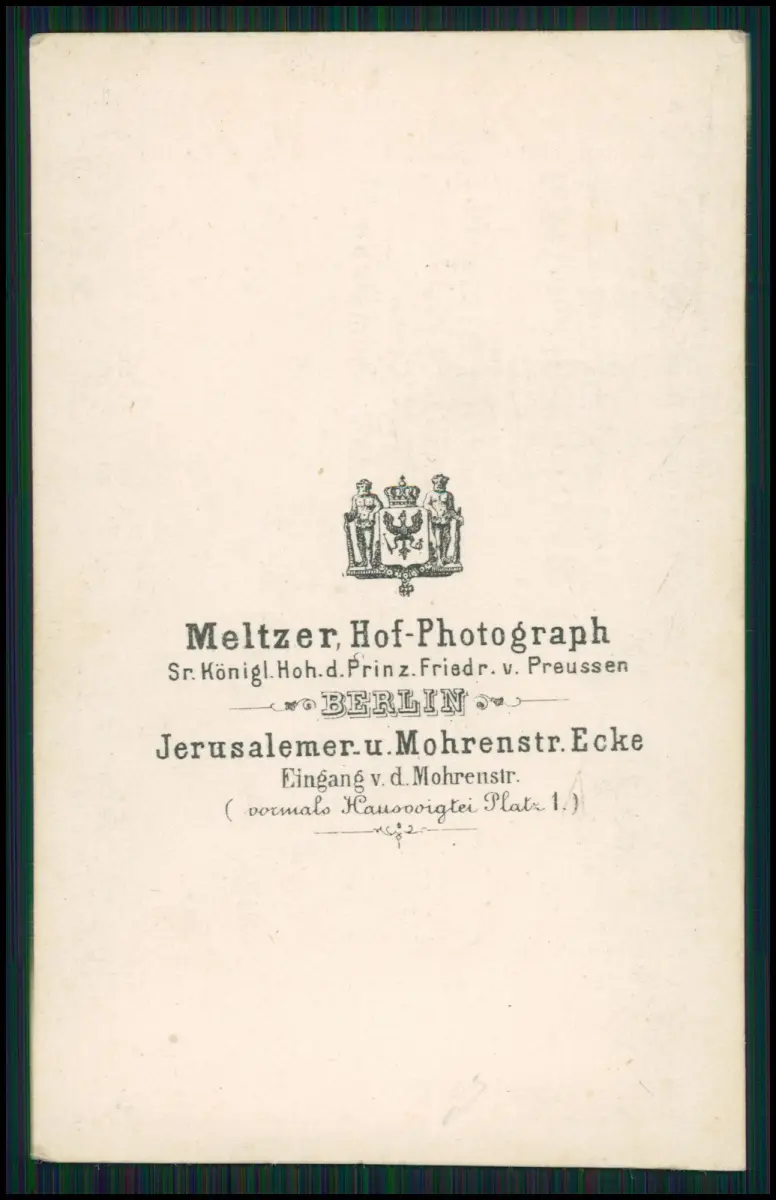 Meltzer, Hof-Photograph
Sr. Königl. Hoh. d. Prinz. Friedr. v. Preussen
BERLIN
Jerusalemer- u. Mohrenstr. Ecke
Eingang v. d. Mohrenstr.
( vormals Hausvoigtei Platz 1. )